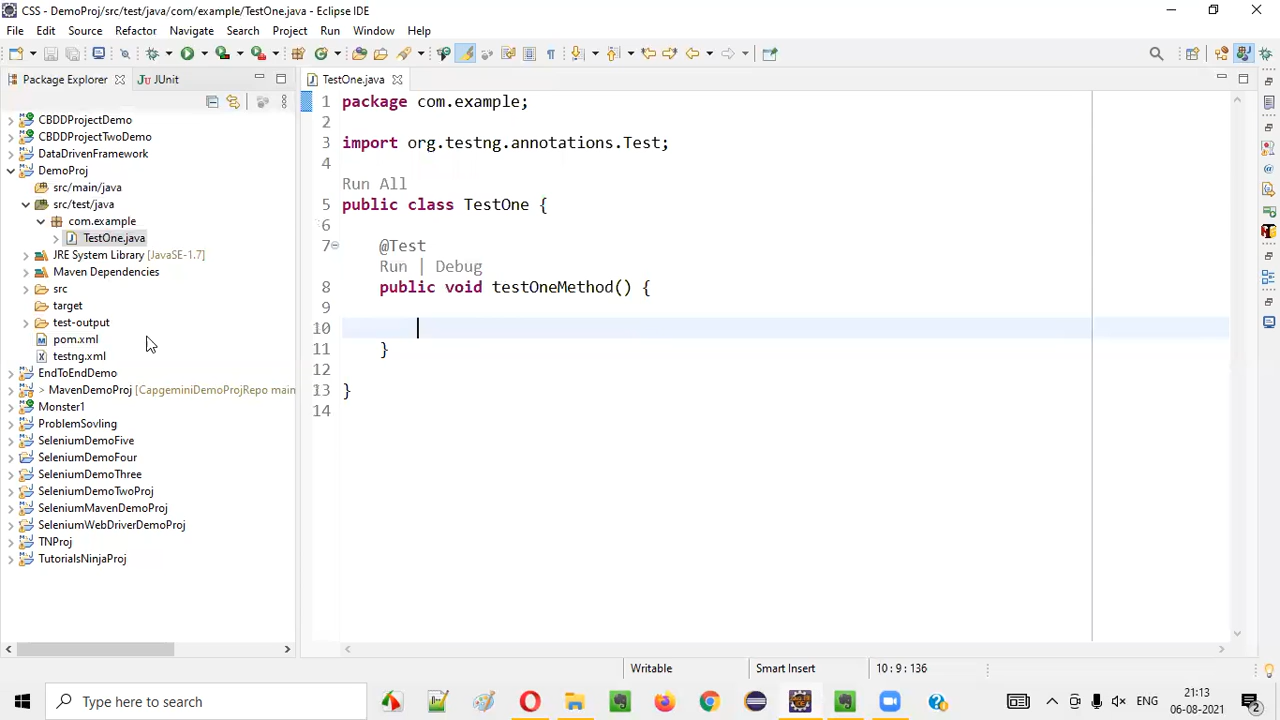 CSS - DemoProj/src/test/java/com/example/TestOne.java - Eclipse IDE
File Edit Source Refactor Navigate Search Project Run Window Help
Package Explorer JUnit
TestOne.java
CBDDProjectDemo
CBDDProjectTwoDemo
DataDrivenFramework
DemoProj
src/main/java
src/test/java
com.example
TestOne.java
JRE System Library [JavaSE-1.7]
Maven Dependencies
src
target
test-output
pom.xml
testng.xml
EndToEndDemo
> MavenDemoProj [CapgeminiDemoProjRepo main
Monster1
ProblemSovling
SeleniumDemoFive
SeleniumDemoFour
SeleniumDemoThree
SeleniumDemoTwoProj
SeleniumMavenDemoProj
SeleniumWebDriverDemoProj
TNProj
TutorialsNinjaProj
1 package com.example;
2
3 import org.testng.annotations.Test;
4
Run All
5 public class TestOne {
6
7 @Test
Run | Debug
8 public void testOneMethod() {
9
10
11 }
12
13 }
14
Writable Smart Insert 10 : 9 : 136
Type here to search
ENG
21:13
06-08-2021
2